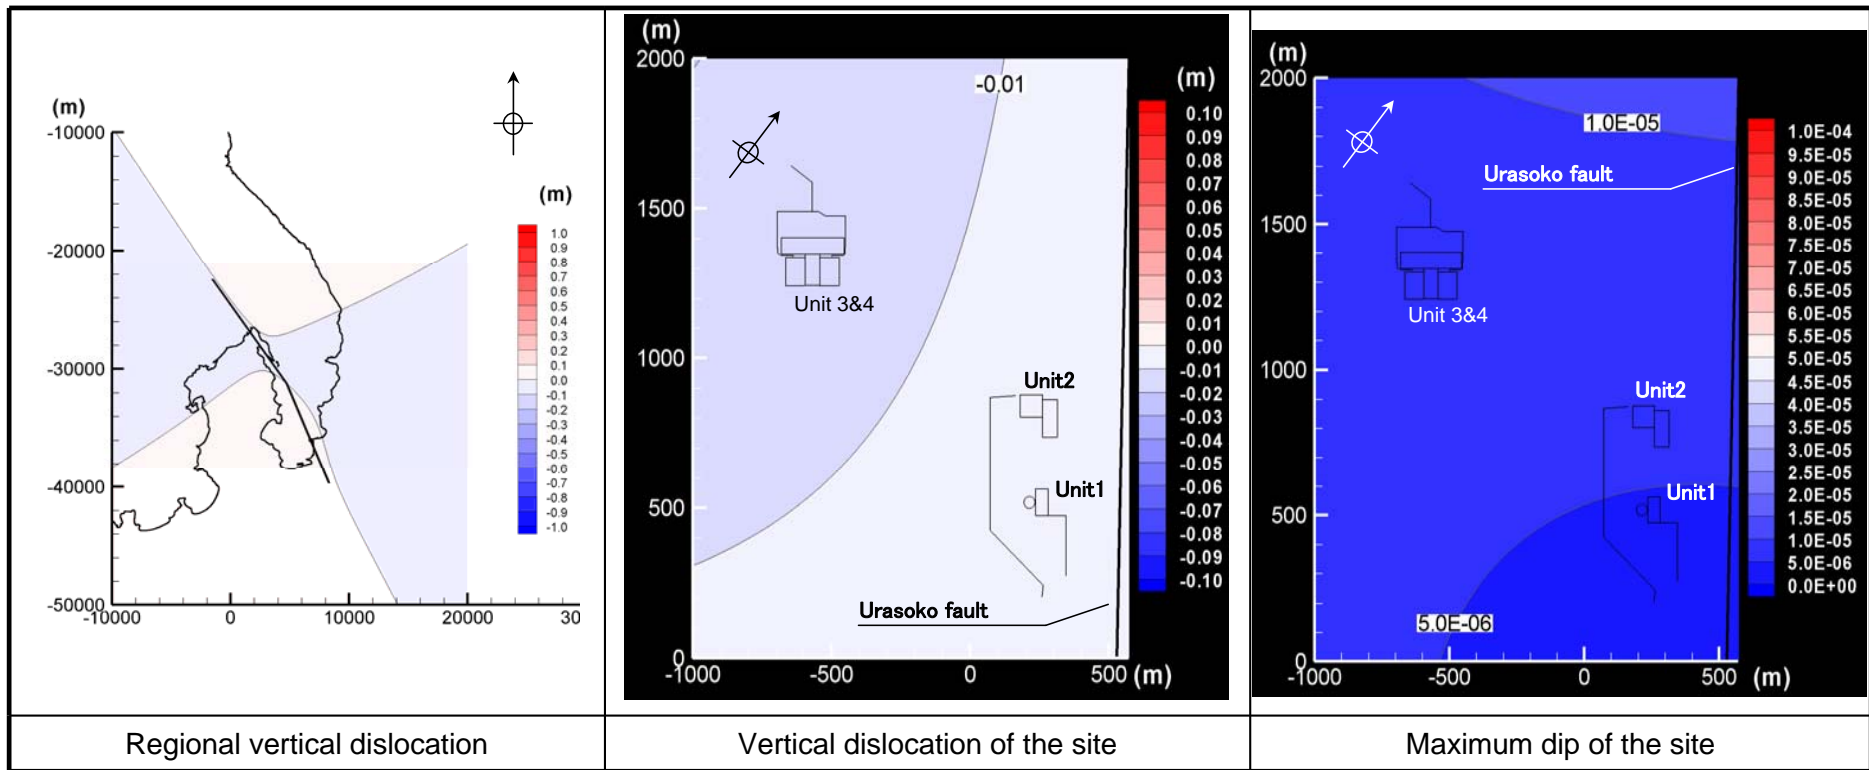 (m)
-10000
-20000
-30000
-40000
-50000
-10000
0
10000
20000
30
(m)
1.0
0.9
0.8
0.7
0.6
0.5
0.4
0.3
0.2
0.1
0.0
-0.1
-0.2
-0.3
-0.4
-0.5
-0.6
-0.7
-0.8
-0.9
-1.0
(m)
2000
1500
1000
500
0
-1000
-500
0
500
(m)
-0.01
Unit 3&4
Unit2
Unit1
Urasoko fault
(m)
0.10
0.09
0.08
0.07
0.06
0.05
0.04
0.03
0.02
0.01
0.00
-0.01
-0.02
-0.03
-0.04
-0.05
-0.06
-0.07
-0.08
-0.09
-0.10
(m)
2000
1500
1000
500
0
-1000
-500
0
500
(m)
1.0E-05
Urasoko fault
Unit 3&4
Unit2
Unit1
5.0E-06
1.0E-04
9.5E-05
9.0E-05
8.5E-05
8.0E-05
7.5E-05
7.0E-05
6.5E-05
6.0E-05
5.5E-05
5.0E-05
4.5E-05
4.0E-05
3.5E-05
3.0E-05
2.5E-05
2.0E-05
1.5E-05
1.0E-05
5.0E-06
0.0E+00
Regional vertical dislocation
Vertical dislocation of the site
Maximum dip of the site